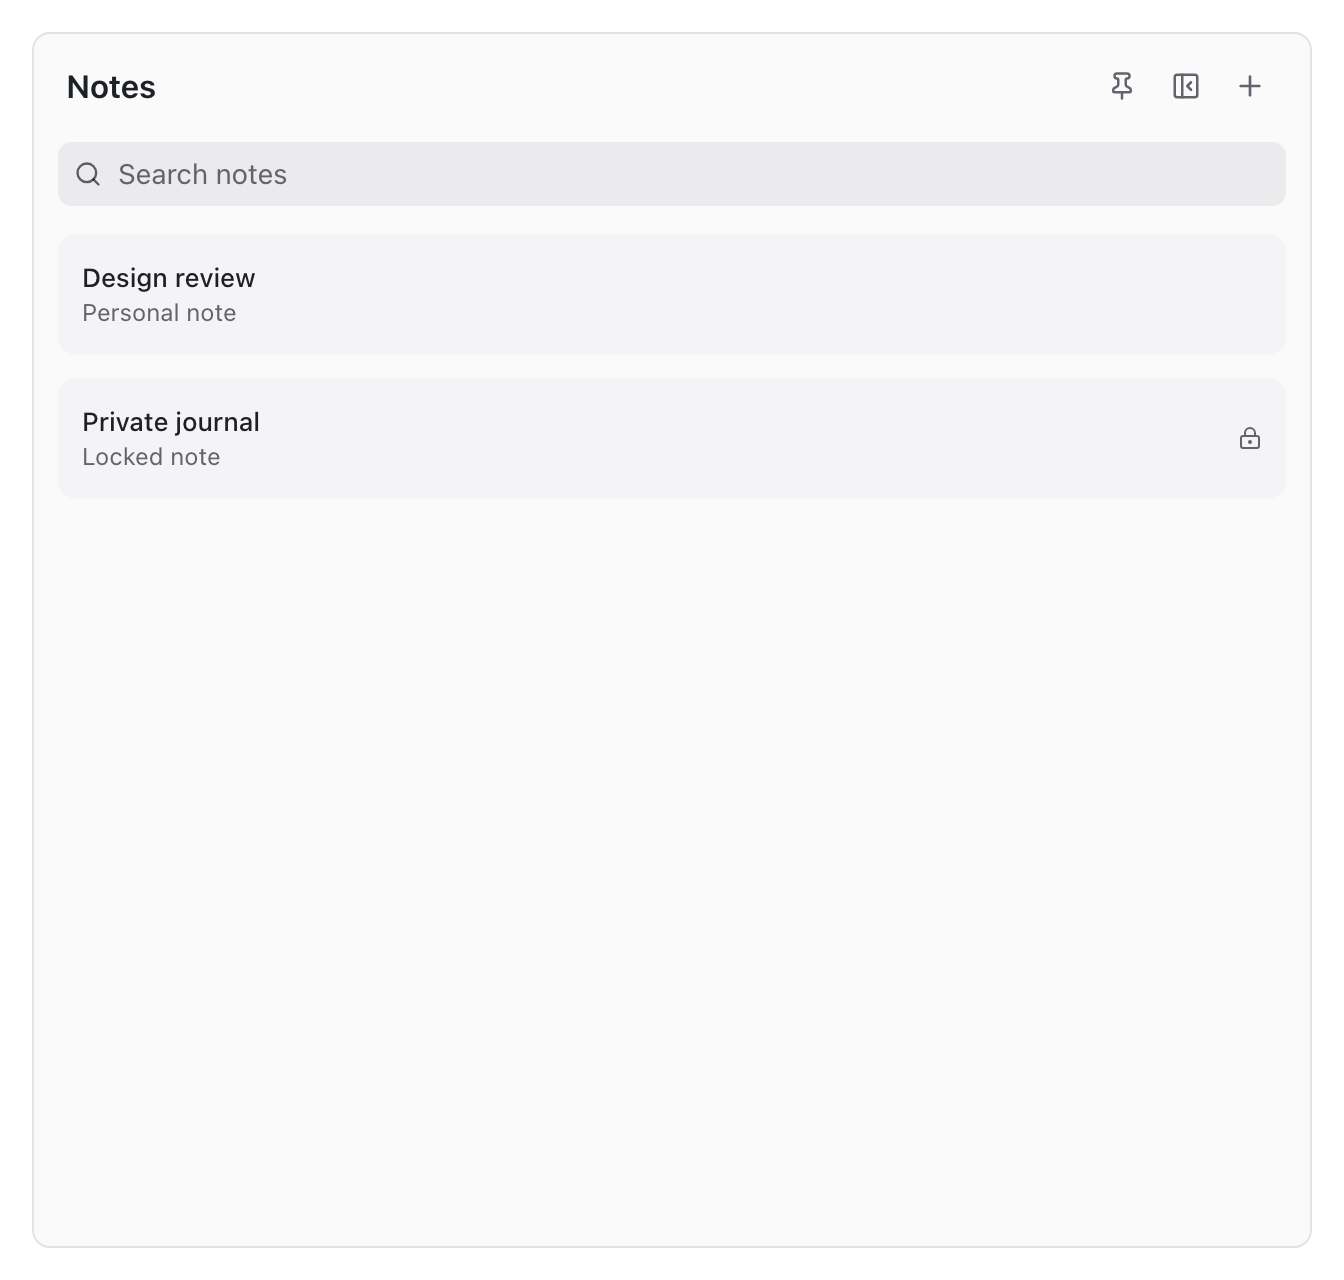 Notes
Search notes
Design review
Personal note
Private journal
Locked note